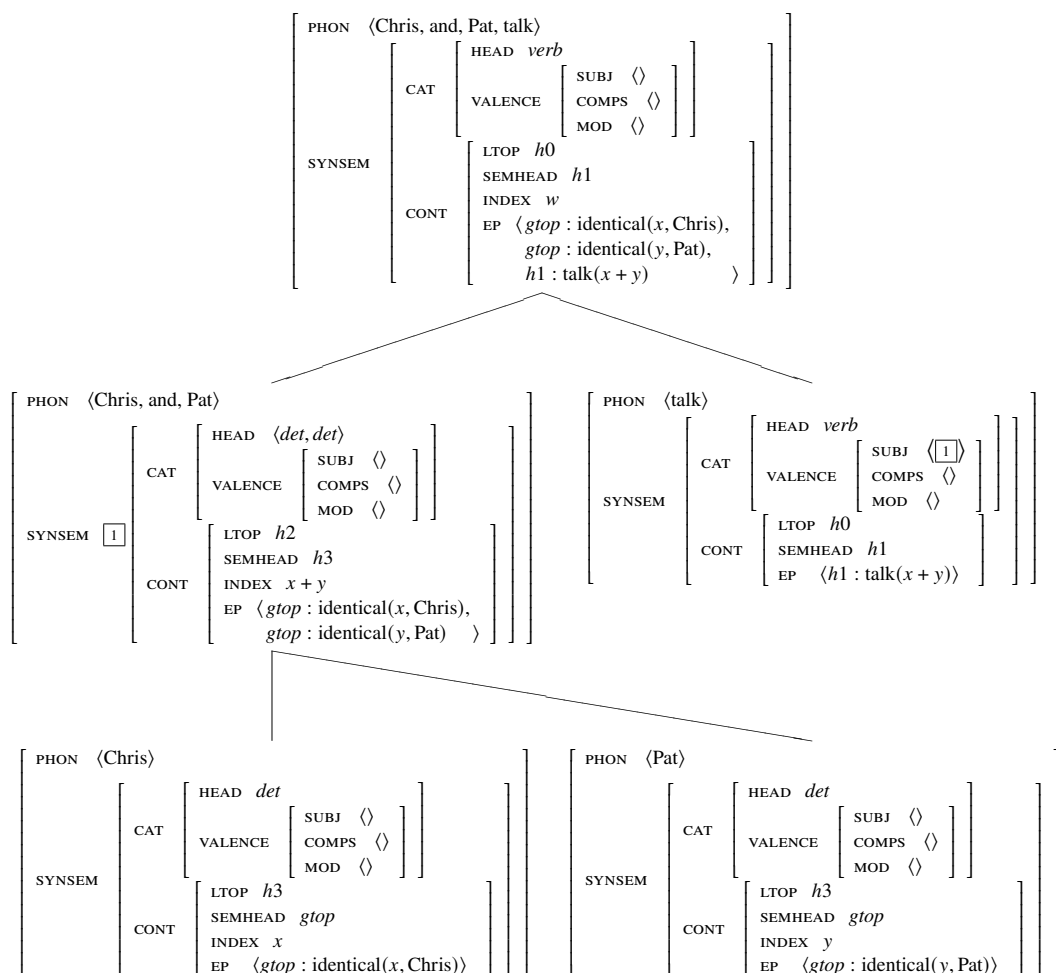 PHON ⟨Chris, and, Pat, talk⟩
HEAD verb
SUBJ ⟨⟩
CAT
VALENCE COMPS ⟨⟩
MOD ⟨⟩
LTOP h0
SYNSEM
SEMHEAD h1
INDEX w
CONT
EP ⟨ gtop : identical(x, Chris),
gtop : identical(y, Pat),
h1 : talk(x + y) ⟩
PHON ⟨Chris, and, Pat⟩
HEAD ⟨det, det⟩
SUBJ ⟨⟩
CAT
VALENCE COMPS ⟨⟩
MOD ⟨⟩
SYNSEM 1
LTOP h2
SEMHEAD h3
CONT INDEX x + y
EP ⟨ gtop : identical(x, Chris),
gtop : identical(y, Pat) ⟩
PHON ⟨talk⟩
HEAD verb
SUBJ ⟨1⟩
CAT
VALENCE COMPS ⟨⟩
MOD ⟨⟩
SYNSEM
LTOP h0
CONT SEMHEAD h1
EP ⟨h1 : talk(x + y)⟩
PHON ⟨Chris⟩
HEAD det
SUBJ ⟨⟩
CAT
VALENCE COMPS ⟨⟩
MOD ⟨⟩
SYNSEM
LTOP h3
SEMHEAD gtop
CONT
INDEX x
EP ⟨gtop : identical(x, Chris)⟩
PHON ⟨Pat⟩
HEAD det
SUBJ ⟨⟩
CAT
VALENCE COMPS ⟨⟩
MOD ⟨⟩
SYNSEM
LTOP h3
SEMHEAD gtop
CONT
INDEX y
EP ⟨gtop : identical(y, Pat)⟩